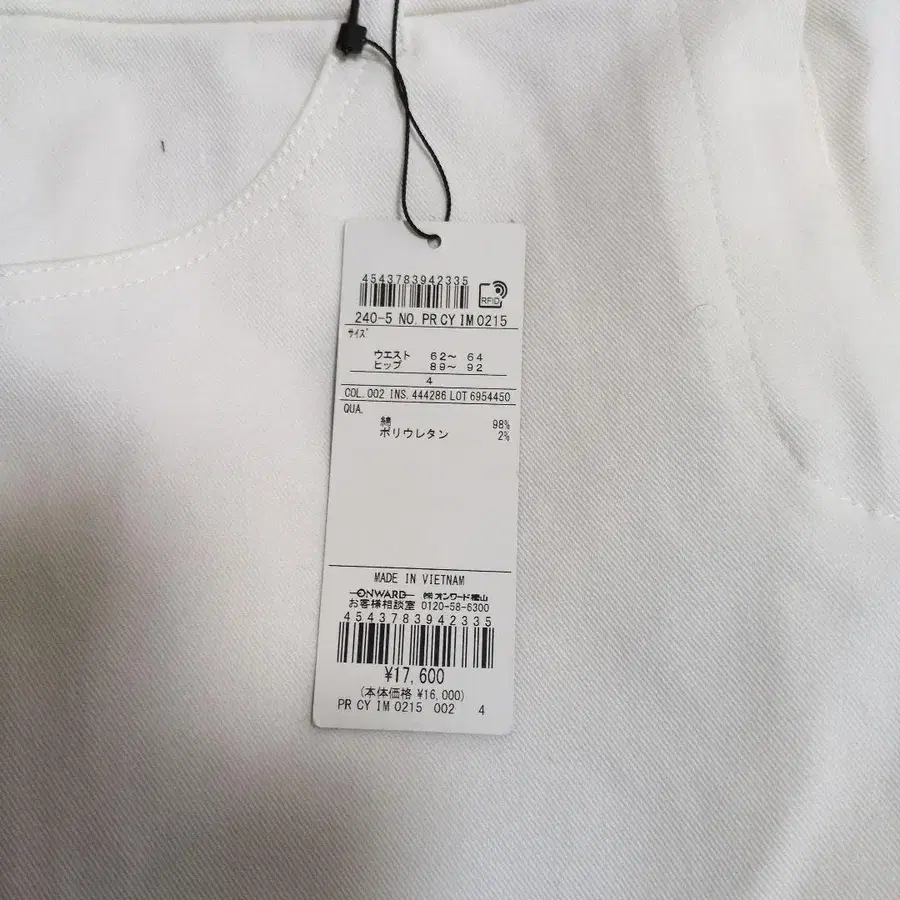 4543783942335
RFID
240-5 NO. PR CY IM 0215
サイズ
ウエスト 62~ 64
ヒップ 89~ 92
4
COL. 002 INS. 444286 LOT 6954450
QUA.
綿 98%
ポリウレタン 2%
MADE IN VIETNAM
ONWARD ㈱オンワード樫山
お客様相談室 0120-58-6300
4543783942335
¥17,600
(本体価格 ¥16,000)
PR CY IM 0215 002 4